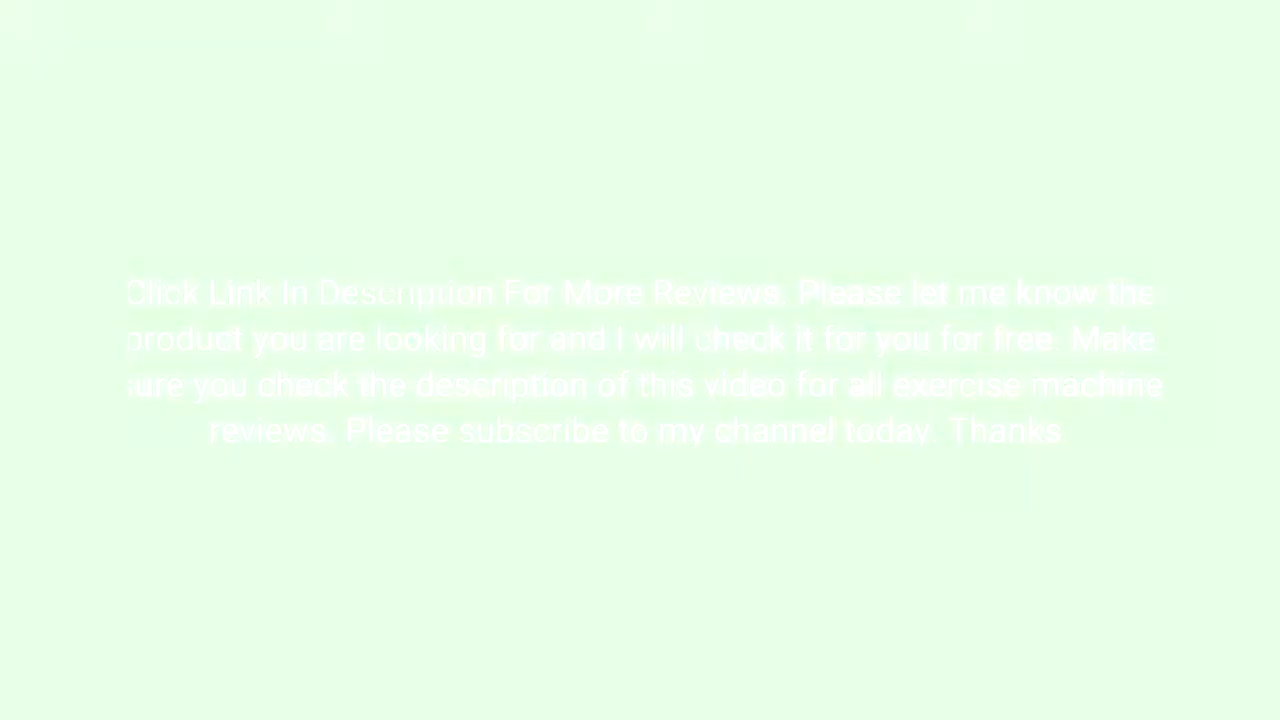 Click Link In Description For More Reviews. Please let me know the
product you are looking for and I will check it for you for free. Make
sure you check the description of this video for all exercise machine
reviews. Please subscribe to my channel today. Thanks